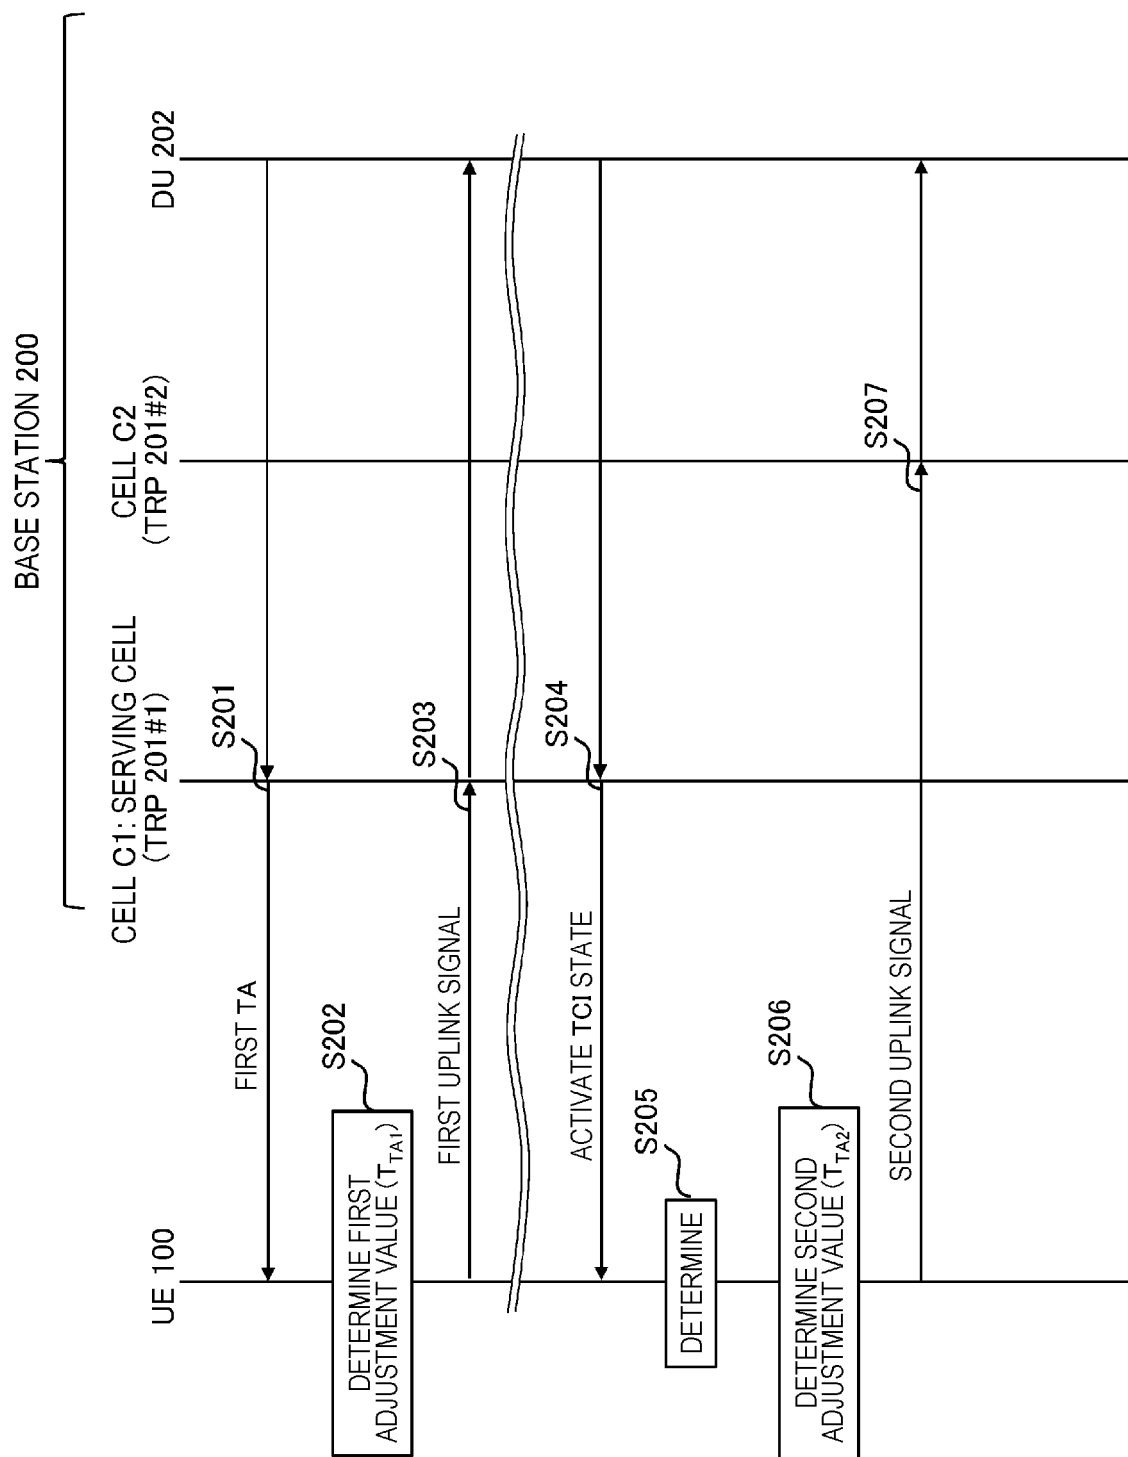 BASE STATION 200
UE 100
CELL C1: SERVING CELL
(TRP 201#1)
CELL C2
(TRP 201#2)
DU 202
FIRST TA
S201
DETERMINE FIRST
ADJUSTMENT VALUE (T_TA1)
S202
FIRST UPLINK SIGNAL
S203
ACTIVATE TCI STATE
S204
DETERMINE
S205
DETERMINE SECOND
ADJUSTMENT VALUE (T_TA2)
S206
SECOND UPLINK SIGNAL
S207